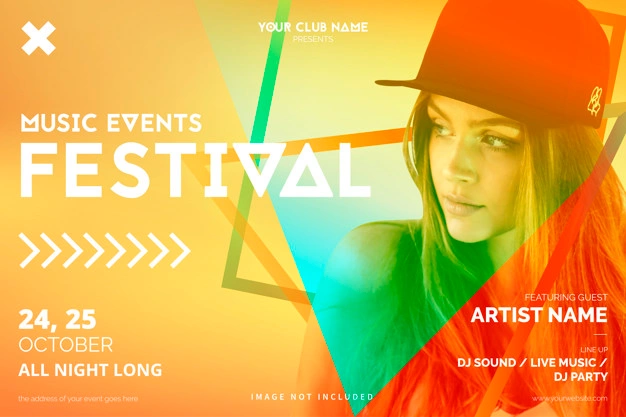 YOUR CLUB NAME
PRESENTS
MUSIC EVENTS
FESTIVAL
24, 25
OCTOBER
ALL NIGHT LONG
the address of your event goes here
IMAGE NOT INCLUDED
FEATURING GUEST
ARTIST NAME
LINE UP
DJ SOUND / LIVE MUSIC /
DJ PARTY
www.yourwebsite.com